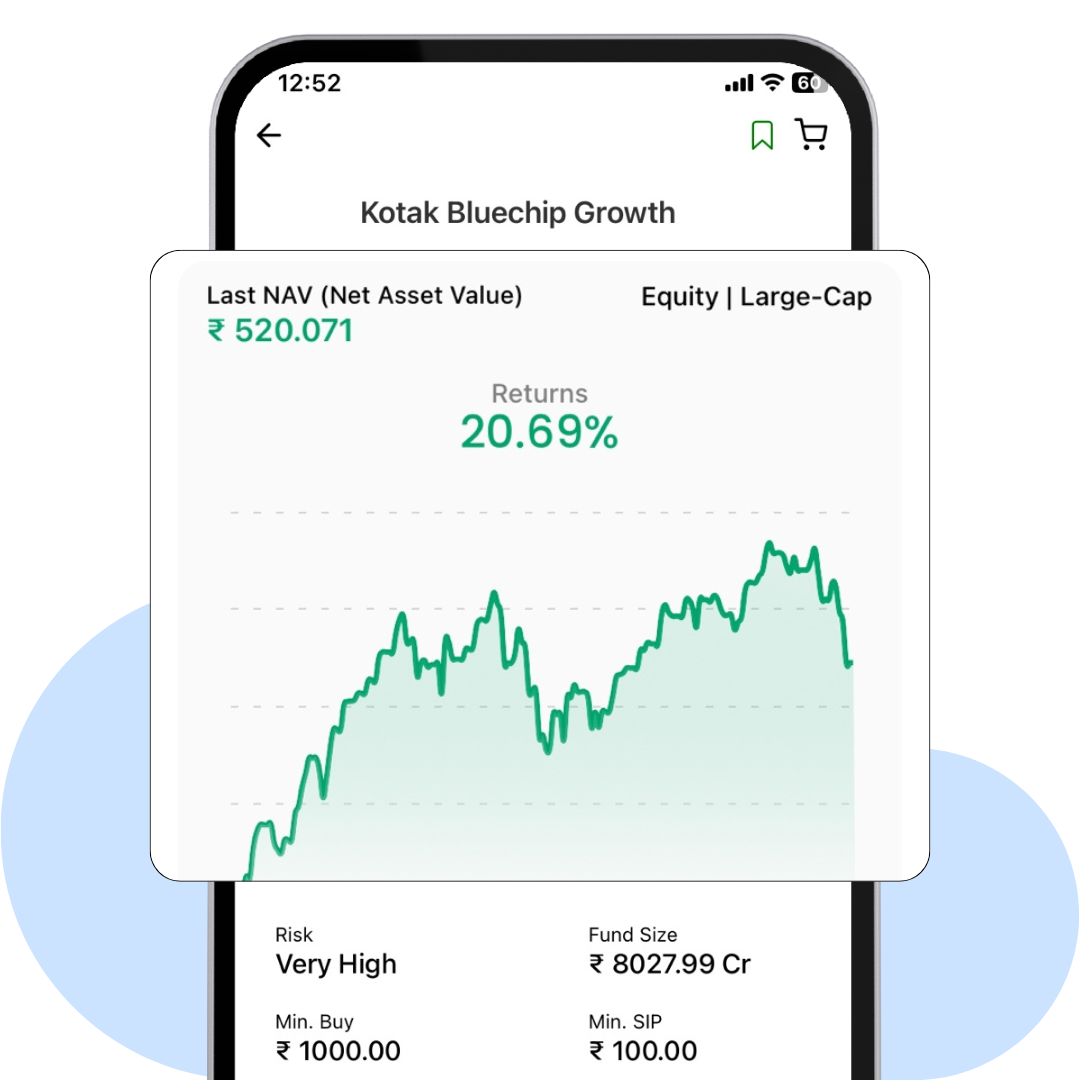 12:52
60
Kotak Bluechip Growth
Last NAV (Net Asset Value)
Equity | Large-Cap
₹ 520.071
Returns
20.69%
Risk
Fund Size
Very High
₹ 8027.99 Cr
Min. Buy
Min. SIP
₹ 1000.00
₹ 100.00